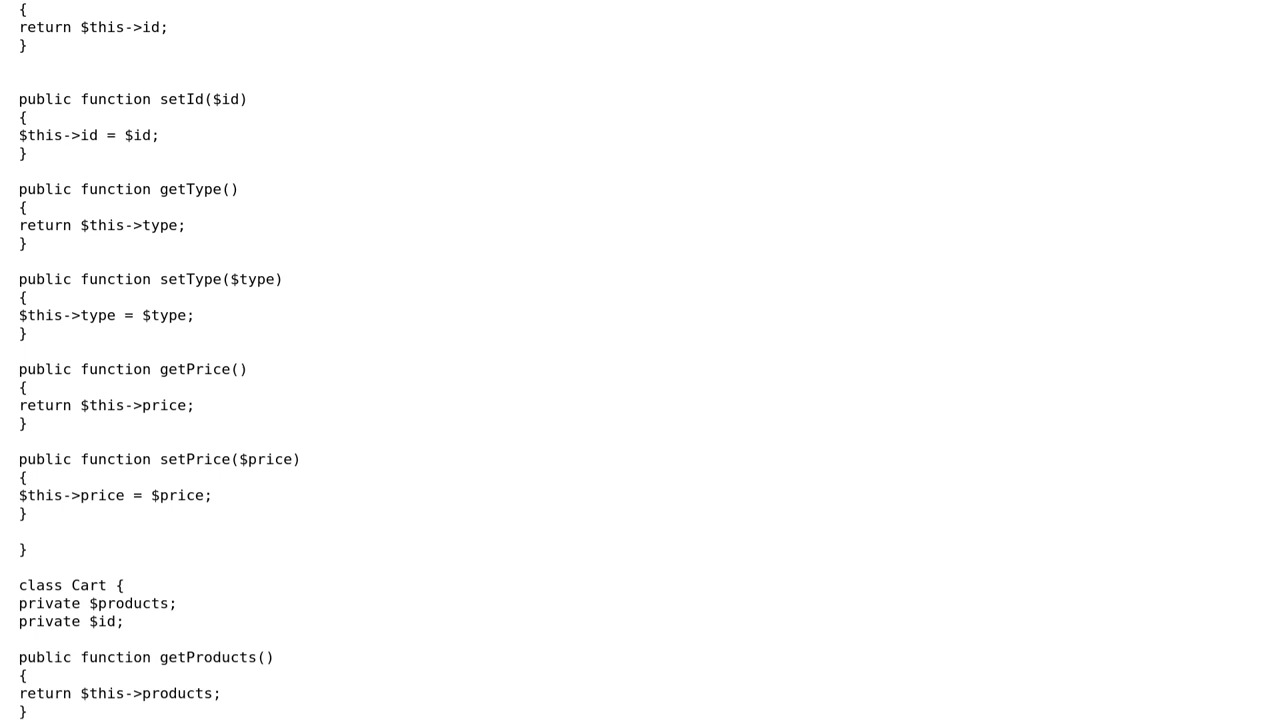 {
return $this->id;
}
public function setId($id)
{
$this->id = $id;
}
public function getType()
{
return $this->type;
}
public function setType($type)
{
$this->type = $type;
}
public function getPrice()
{
return $this->price;
}
public function setPrice($price)
{
$this->price = $price;
}
}
class Cart {
private $products;
private $id;
public function getProducts()
{
return $this->products;
}